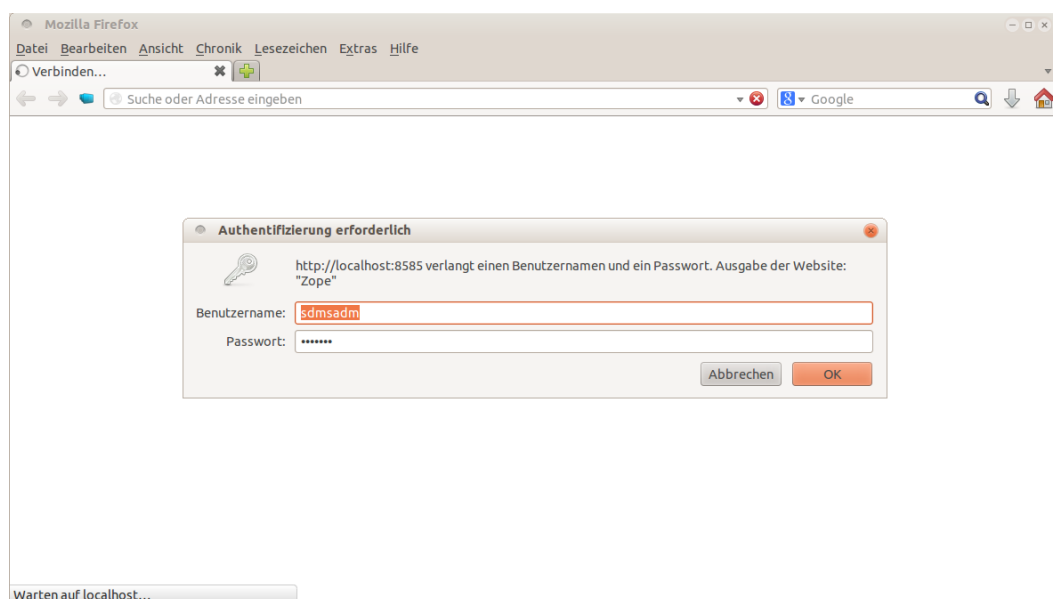 Mozilla Firefox
Datei Bearbeiten Ansicht Chronik Lesezeichen Extras Hilfe
Verbinden...
Suche oder Adresse eingeben
Google
Authentifizierung erforderlich
http://localhost:8585 verlangt einen Benutzernamen und ein Passwort. Ausgabe der Website:
"Zope"
Benutzername: sdmsadm
Passwort: •••••••
Abbrechen OK
Warten auf localhost...